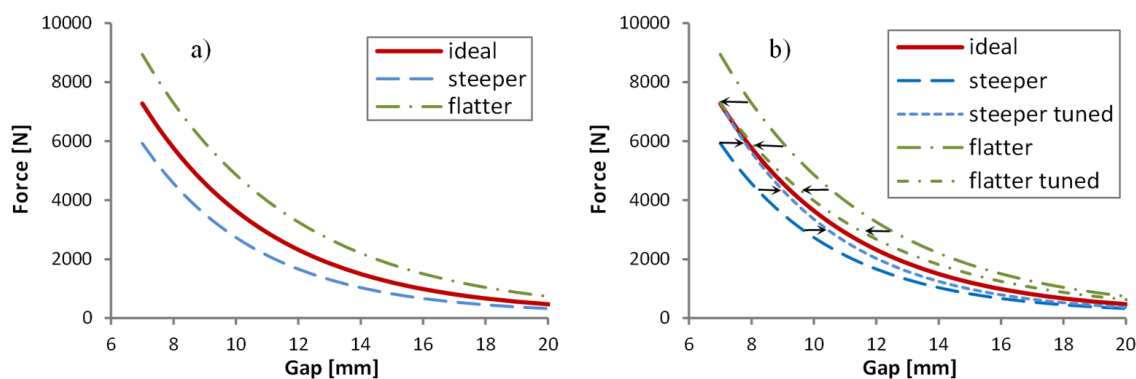 10000
8000
6000
4000
2000
0
Force [N]
a)
ideal
steeper
flatter
6 8 10 12 14 16 18 20
Gap [mm]
10000
8000
6000
4000
2000
0
Force [N]
b)
ideal
steeper
steeper tuned
flatter
flatter tuned
6 8 10 12 14 16 18 20
Gap [mm]